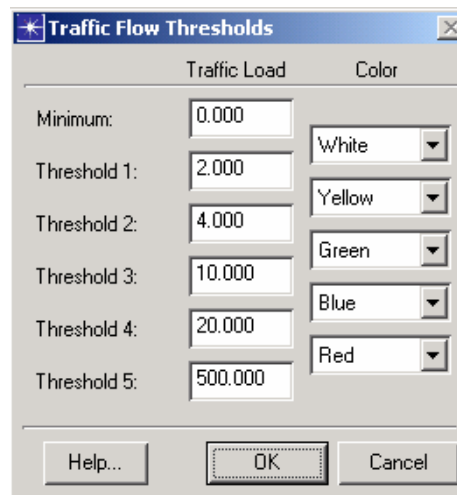 Traffic Flow Thresholds
Traffic Load Color
Minimum: 0.000
White
Threshold 1: 2.000
Yellow
Threshold 2: 4.000
Green
Threshold 3: 10.000
Blue
Threshold 4: 20.000
Red
Threshold 5: 500.000
Help... OK Cancel